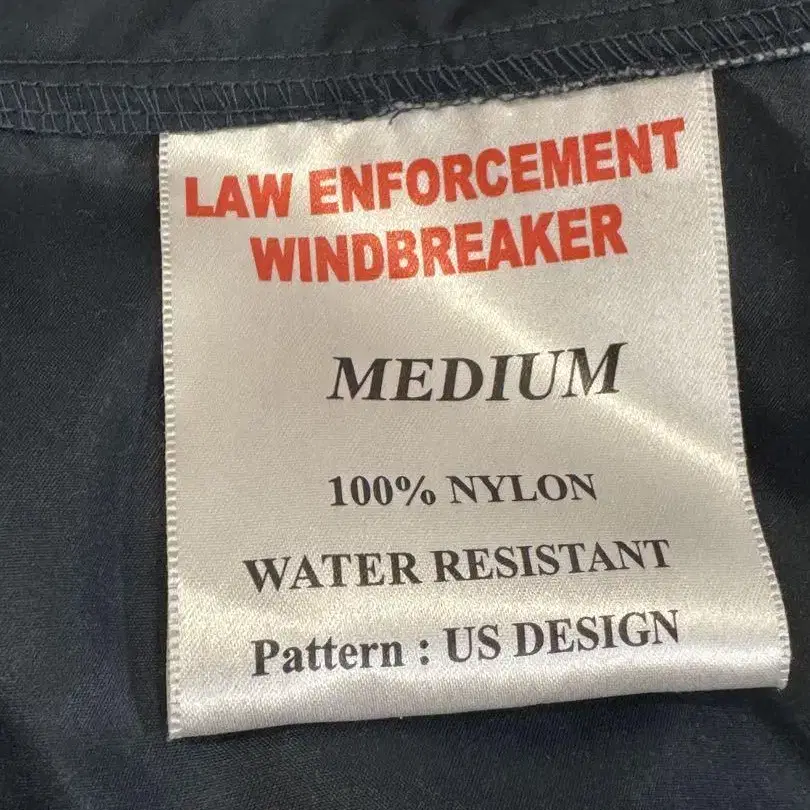 LAW ENFORCEMENT
WINDBREAKER
MEDIUM
100% NYLON
WATER RESISTANT
Pattern : US DESIGN